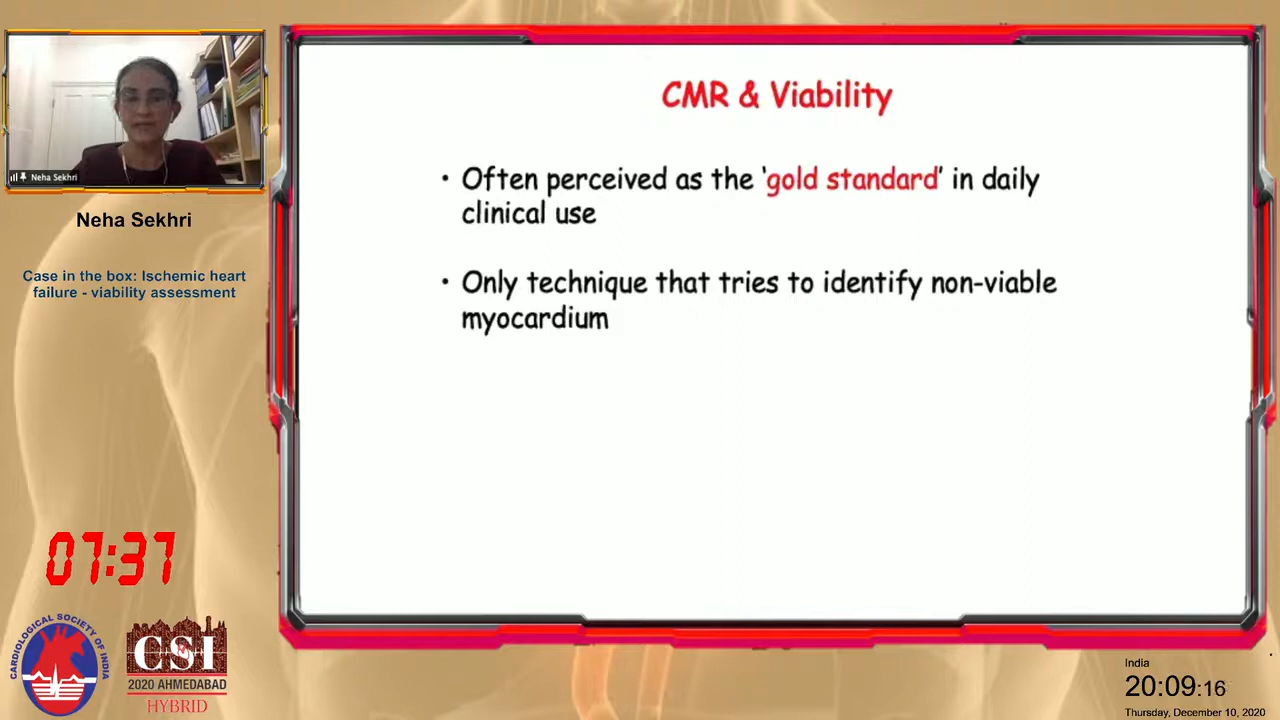 Neha Sekhri
Neha Sekhri
Case in the box: Ischemic heart
failure - viability assessment
CMR & Viability
• Often perceived as the ‘gold standard’ in daily
clinical use
• Only technique that tries to identify non-viable
myocardium
07:37
CARDIOLOGICAL SOCIETY OF INDIA
CSI
2020 AHMEDABAD
HYBRID
India
20:09:16
Thursday, December 10, 2020